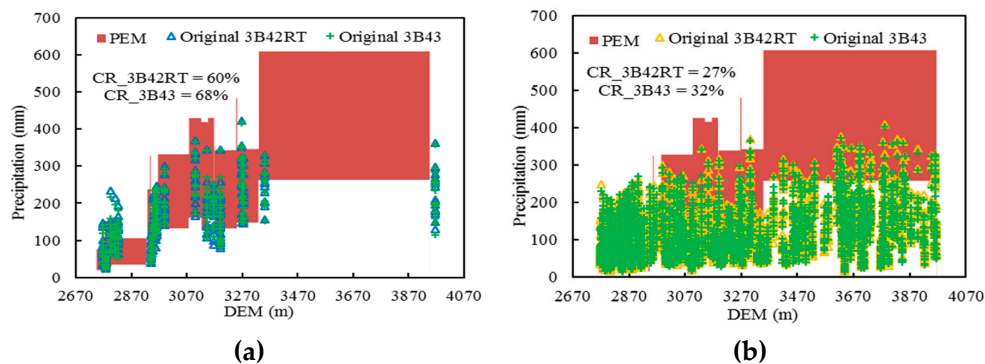 700
600
500
400
300
200
100
0
Precipitation (mm)
PEM Original 3B42RT Original 3B43
CR_3B42RT = 60%
CR_3B43 = 68%
2670 2870 3070 3270 3470 3670 3870 4070
DEM (m)
(a)
700
600
500
400
300
200
100
0
Precipitation (mm)
PEM Original 3B42RT Original 3B43
CR_3B42RT = 27%
CR_3B43 = 32%
2670 2870 3070 3270 3470 3670 3870 4070
DEM (m)
(b)